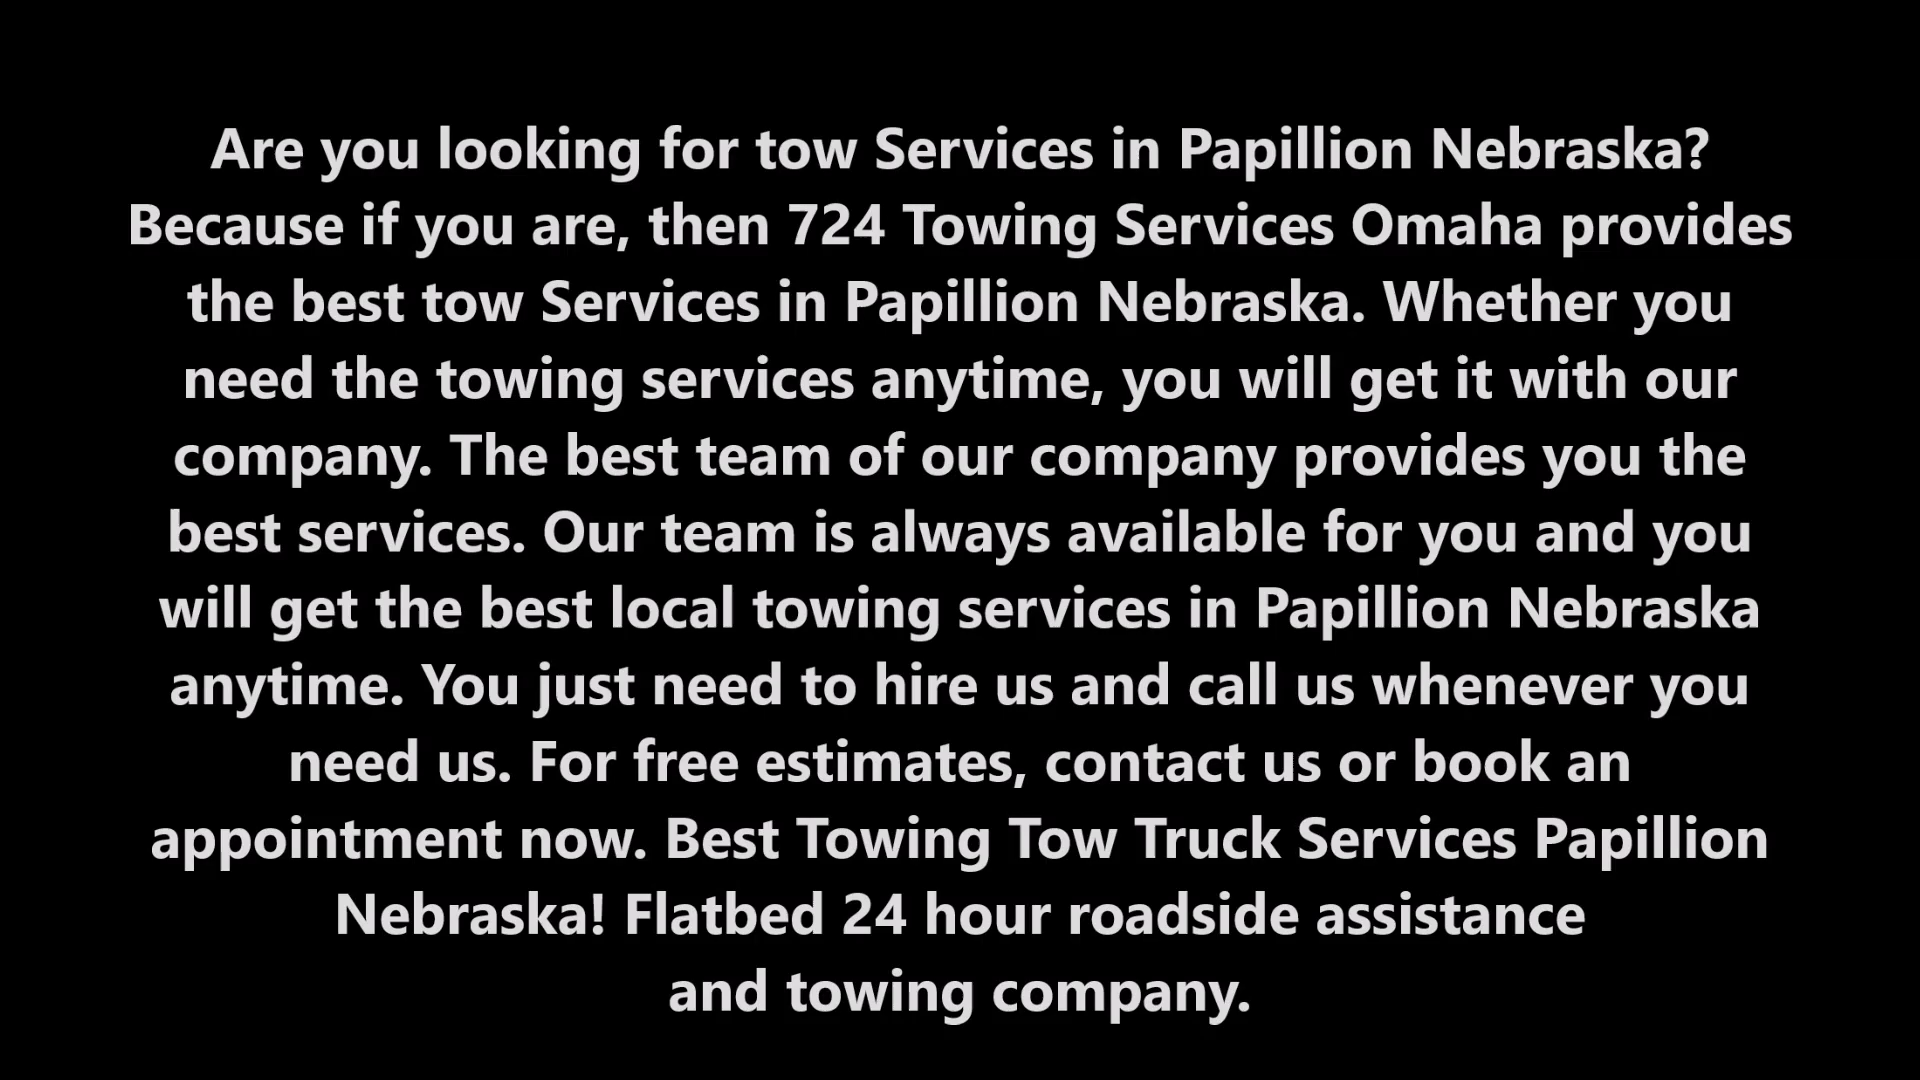 Are you looking for tow Services in Papillion Nebraska?
Because if you are, then 724 Towing Services Omaha provides
the best tow Services in Papillion Nebraska. Whether you
need the towing services anytime, you will get it with our
company. The best team of our company provides you the
best services. Our team is always available for you and you
will get the best local towing services in Papillion Nebraska
anytime. You just need to hire us and call us whenever you
need us. For free estimates, contact us or book an
appointment now. Best Towing Tow Truck Services Papillion
Nebraska! Flatbed 24 hour roadside assistance
and towing company.